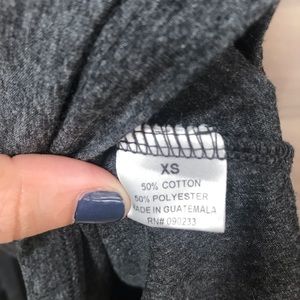 XS
50% COTTON
50% POLYESTER
MADE IN GUATEMALA
RN# 090233